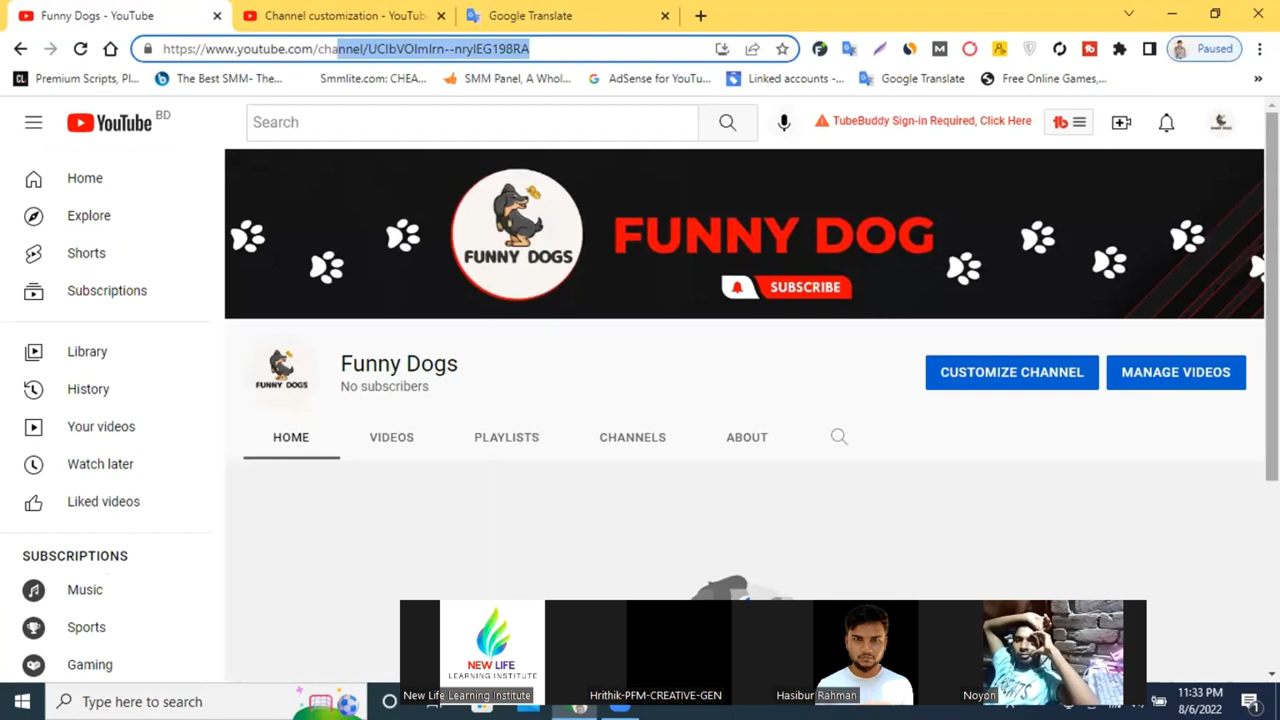 Funny Dogs - YouTube
Channel customization - YouTub
Google Translate
https://www.youtube.com/channel/UCIbVOlmIrn--nryIEG198RA
Paused
Premium Scripts, Pl...
The Best SMM- The...
Smmlite.com: CHEA...
SMM Panel, A Whol...
AdSense for YouTu...
Linked accounts -...
Google Translate
Free Online Games,...
YouTube BD
Search
TubeBuddy Sign-in Required, Click Here
tb
Home
Explore
Shorts
Subscriptions
Library
History
Your videos
Watch later
Liked videos
SUBSCRIPTIONS
Music
Sports
Gaming
FUNNY DOGS
FUNNY DOG
SUBSCRIBE
FUNNY DOGS
Funny Dogs
No subscribers
CUSTOMIZE CHANNEL
MANAGE VIDEOS
HOME
VIDEOS
PLAYLISTS
CHANNELS
ABOUT
NEW LIFE
LEARNING INSTITUTE
New Life Learning Institute
Hrithik-PFM-CREATIVE-GEN
Hasibur Rahman
Noyon
Type here to search
11:33 PM
8/6/2022